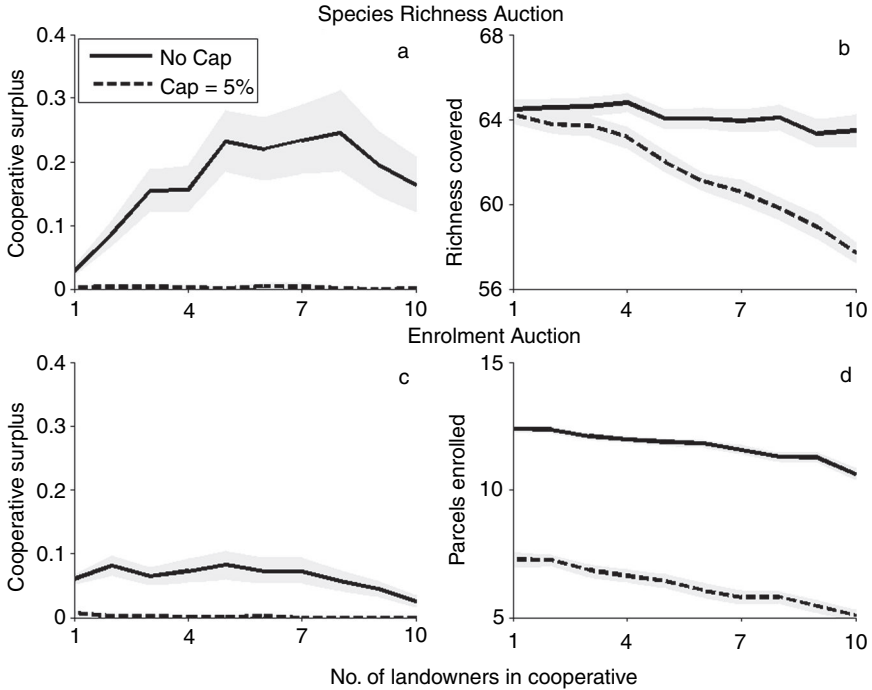 Species Richness Auction
0.4
0.3
0.2
0.1
0
1
4
7
10
Cooperative surplus
No Cap
Cap = 5%
a
68
64
60
56
1
4
7
10
Richness covered
b
Enrolment Auction
0.4
0.3
0.2
0.1
0
1
4
7
10
Cooperative surplus
c
15
10
5
1
4
7
10
Parcels enrolled
d
No. of landowners in cooperative